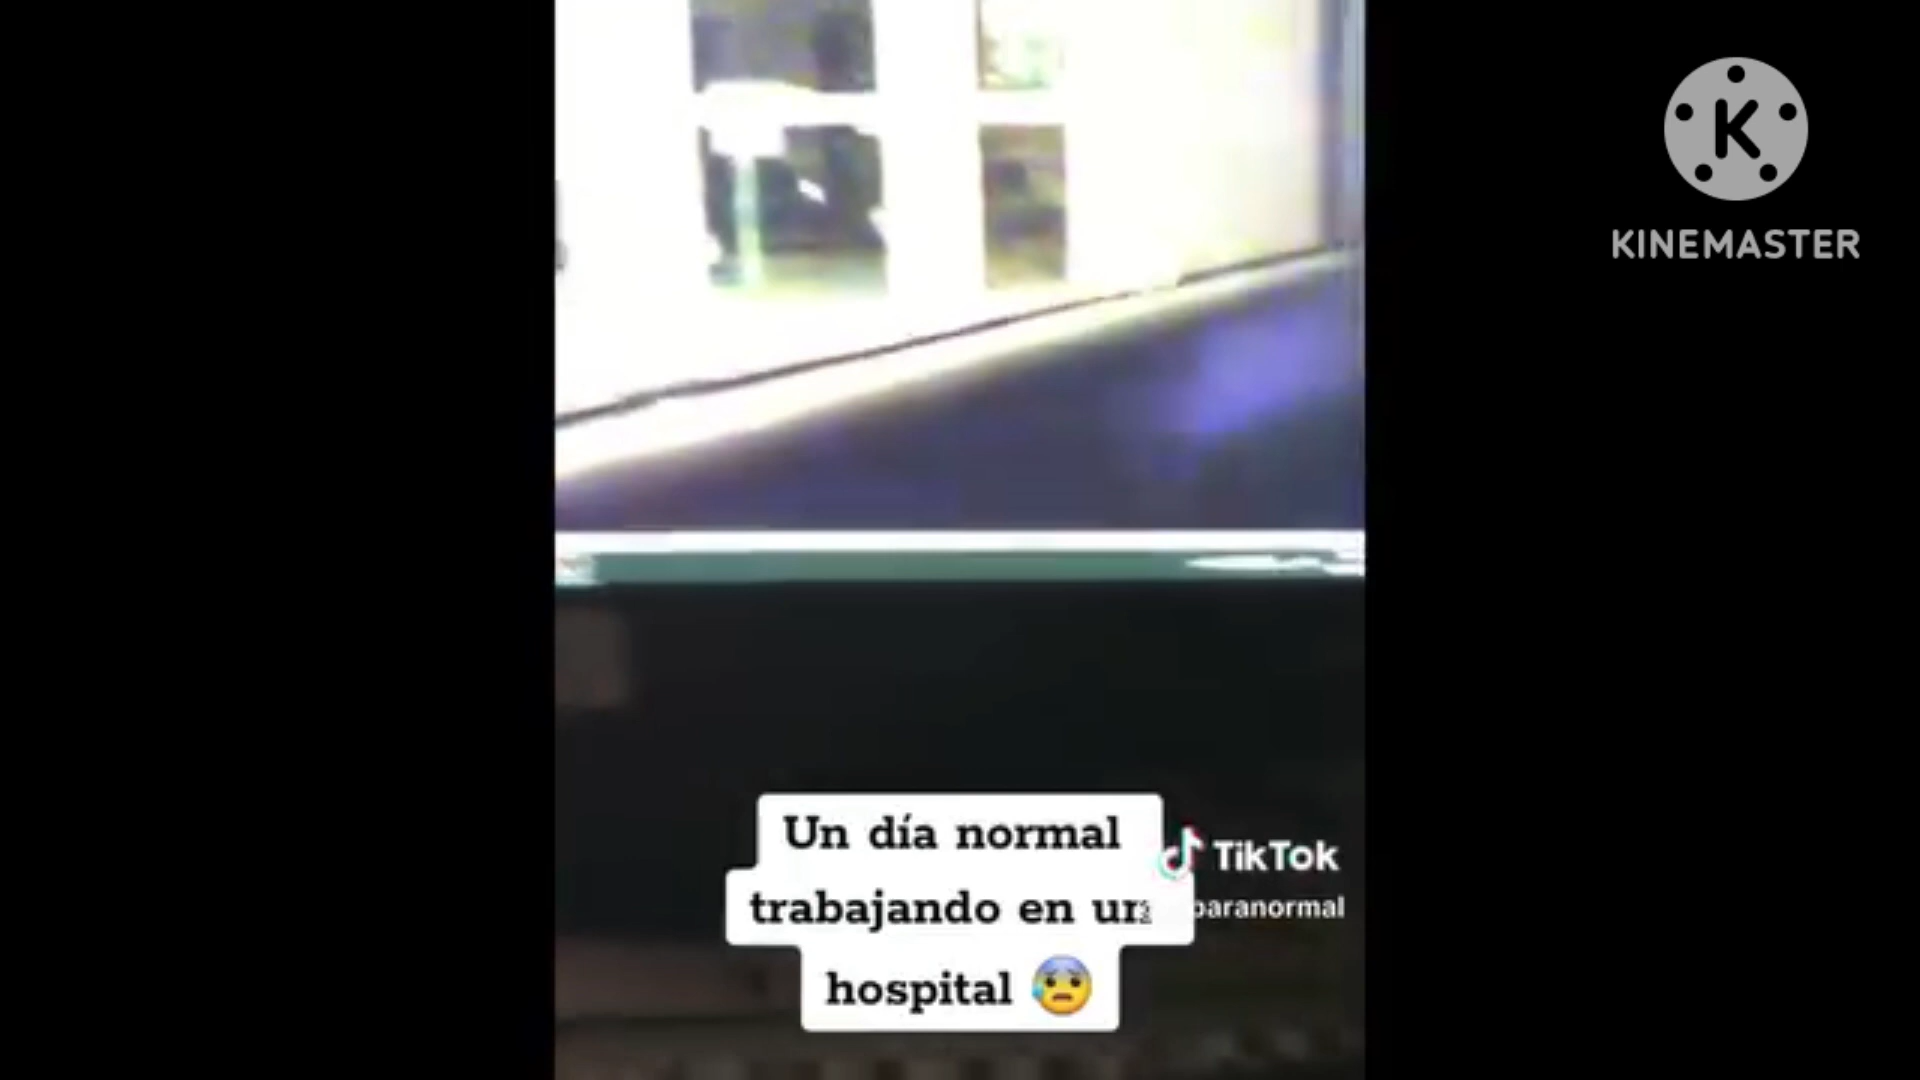 KINEMASTER
Un día normal
trabajando en un
hospital 😰
TikTok
paranormal